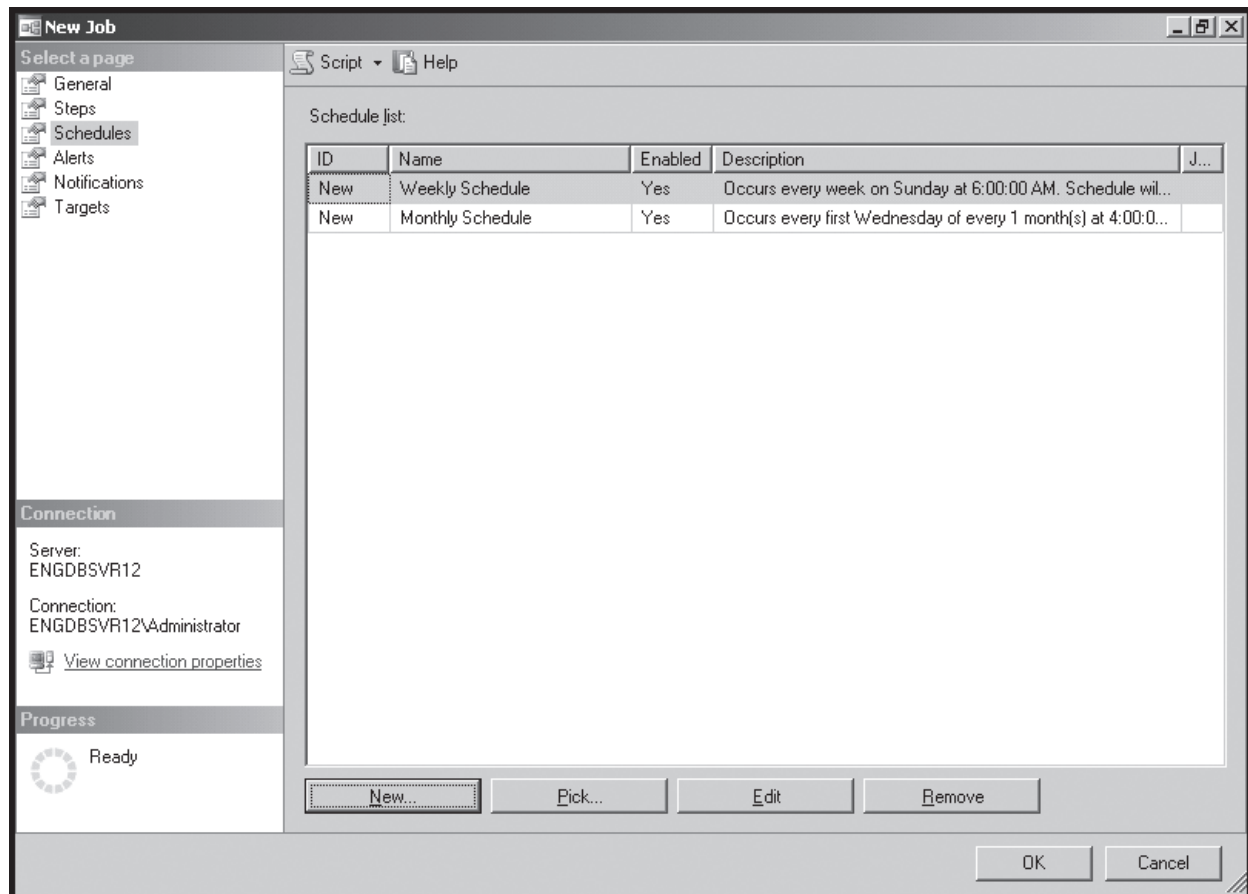 New Job
Select a page
General
Steps
Schedules
Alerts
Notifications
Targets
Connection
Server:
ENGDBSVR12
Connection:
ENGDBSVR12\Administrator
View connection properties
Progress
Ready
Script Help
Schedule list:
ID Name Enabled Description J...
New Weekly Schedule Yes Occurs every week on Sunday at 6:00:00 AM. Schedule wil...
New Monthly Schedule Yes Occurs every first Wednesday of every 1 month(s) at 4:00:0...
New... Pick... Edit Remove
OK Cancel